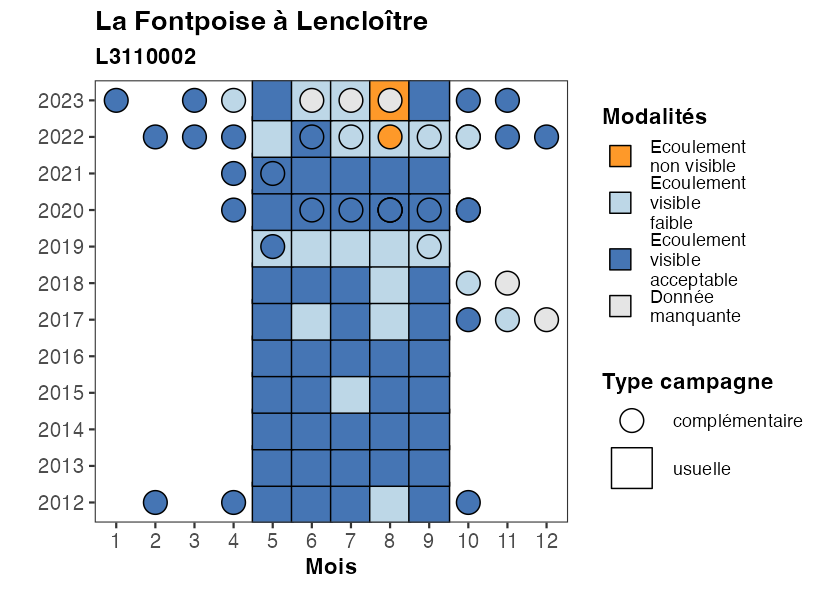 La Fontpoise à Lencloître
L3110002
2023
2022
2021
2020
2019
2018
2017
2016
2015
2014
2013
2012
1 2 3 4 5 6 7 8 9 10 11 12
Mois
Modalités
Ecoulement
non visible
Ecoulement
visible
faible
Ecoulement
visible
acceptable
Donnée
manquante
Type campagne
complémentaire
usuelle